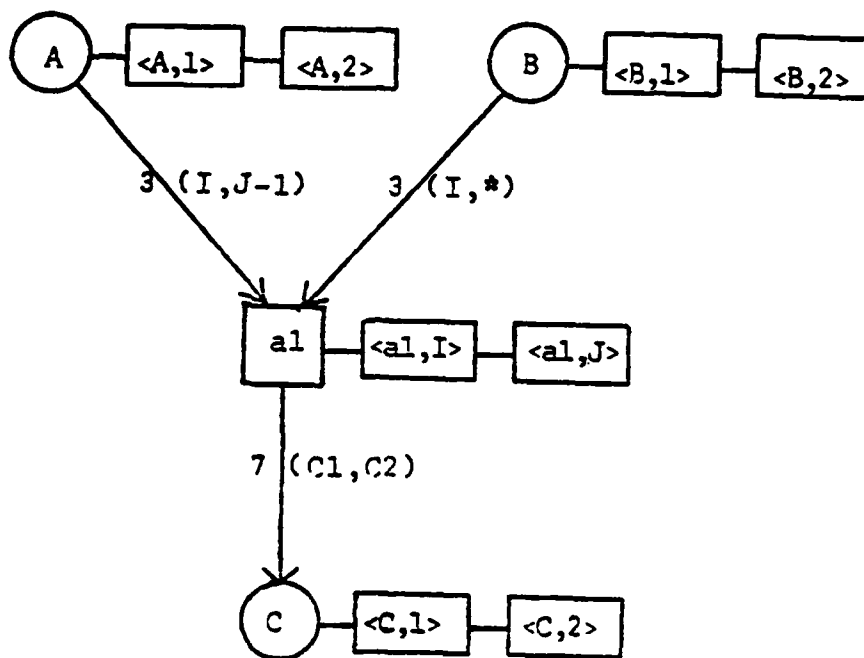 A <A,1> <A,2> B <B,1> <B,2>
3 (I,J-1) 3 (I,*)
a1 <a1,I> <a1,J>
7 (C1,C2)
C <C,1> <C,2>